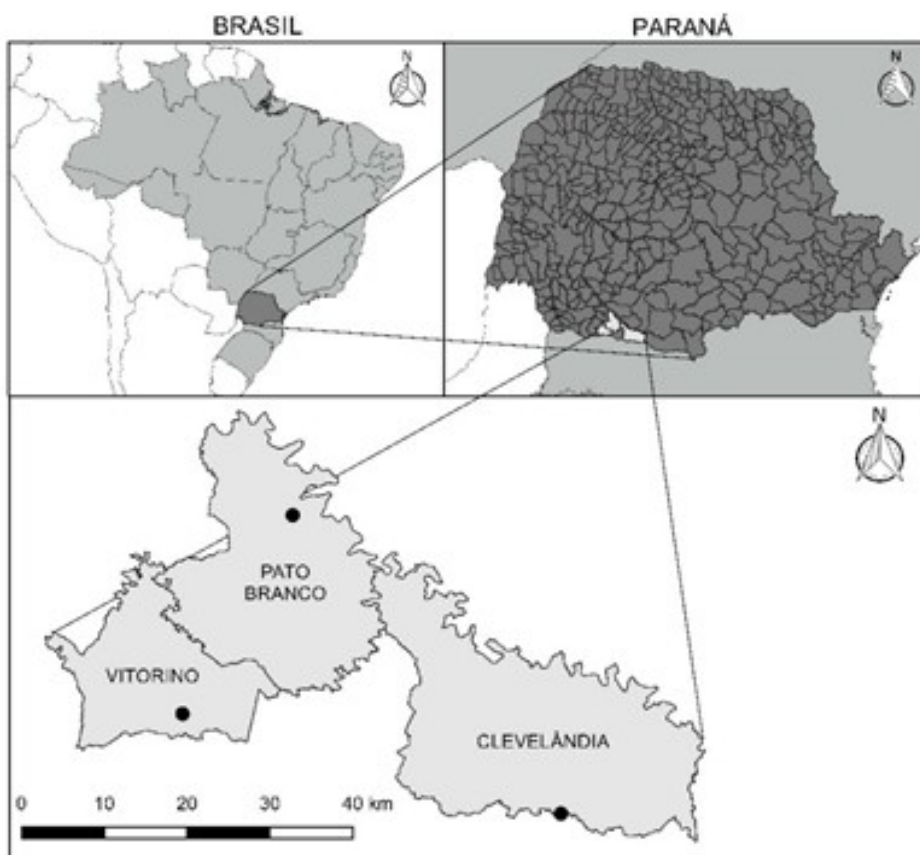 BRASIL
PARANÁ
N
N
N
PATO
BRANCO
VITORINO
CLEVELÂNDIA
0 10 20 30 40 km